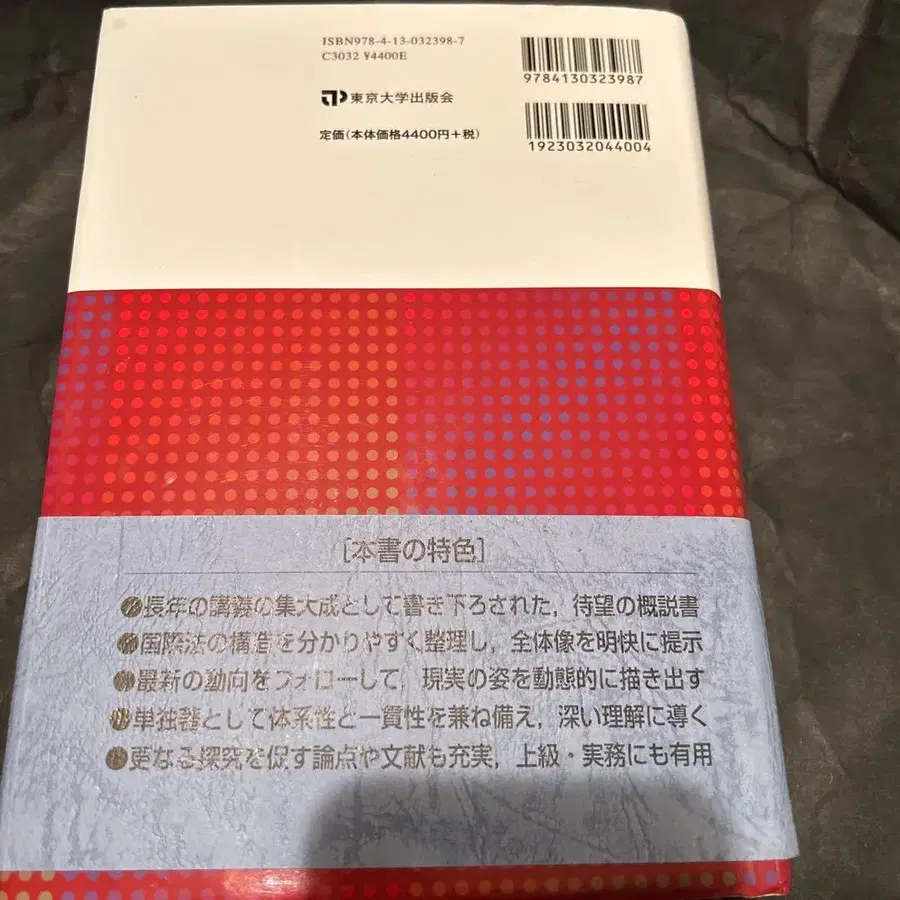 ISBN978-4-13-032398-7
C3032 ¥4400E
東京大学出版会
定価(本体価格4400円+税)
9784130323987
1923032044004
[本書の特色]
●長年の講義の集大成として書き下ろされた,待望の概説書
●国際法の構造を分かりやすく整理し,全体像を明快に提示
●最新の動向をフォローして,現実の姿を動態的に描き出す
●単独著として体系性と一貫性を兼ね備え,深い理解に導く
●更なる探究を促す論点や文献も充実,上級・実務にも有用